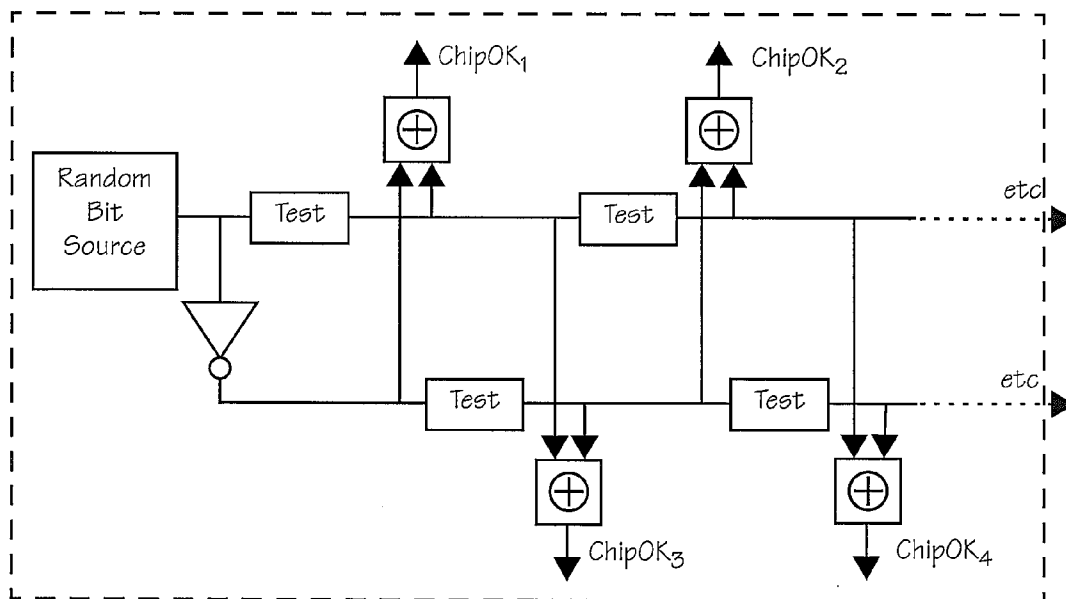 ChipOK1
ChipOK2
Random
Bit
Source
Test
Test
etc
Test
Test
etc
ChipOK3
ChipOK4